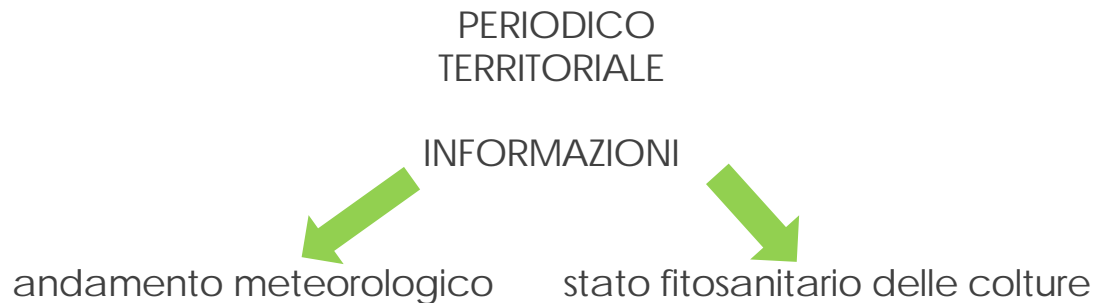 PERIODICO
TERRITORIALE
INFORMAZIONI
andamento meteorologico
stato fitosanitario delle colture